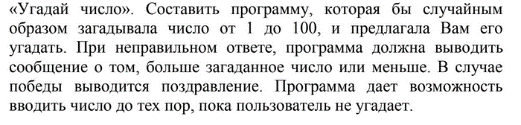 «Угадай число». Составить программу, которая бы случайным
образом загадывала число от 1 до 100, и предлагала Вам его
угадать. При неправильном ответе, программа должна выводить
сообщение о том, больше загаданное число или меньше. В случае
победы выводится поздравление. Программа дает возможность
вводить число до тех пор, пока пользователь не угадает.